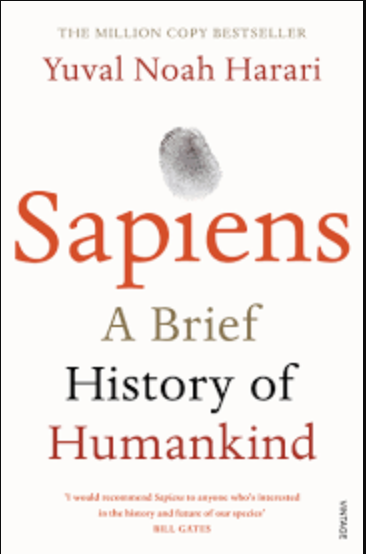 THE MILLION COPY BESTSELLER
Yuval Noah Harari
Sapiens
A Brief
History of
Humankind
'I would recommend Sapiens to anyone who's interested
in the history and future of our species'
BILL GATES
VINTAGE